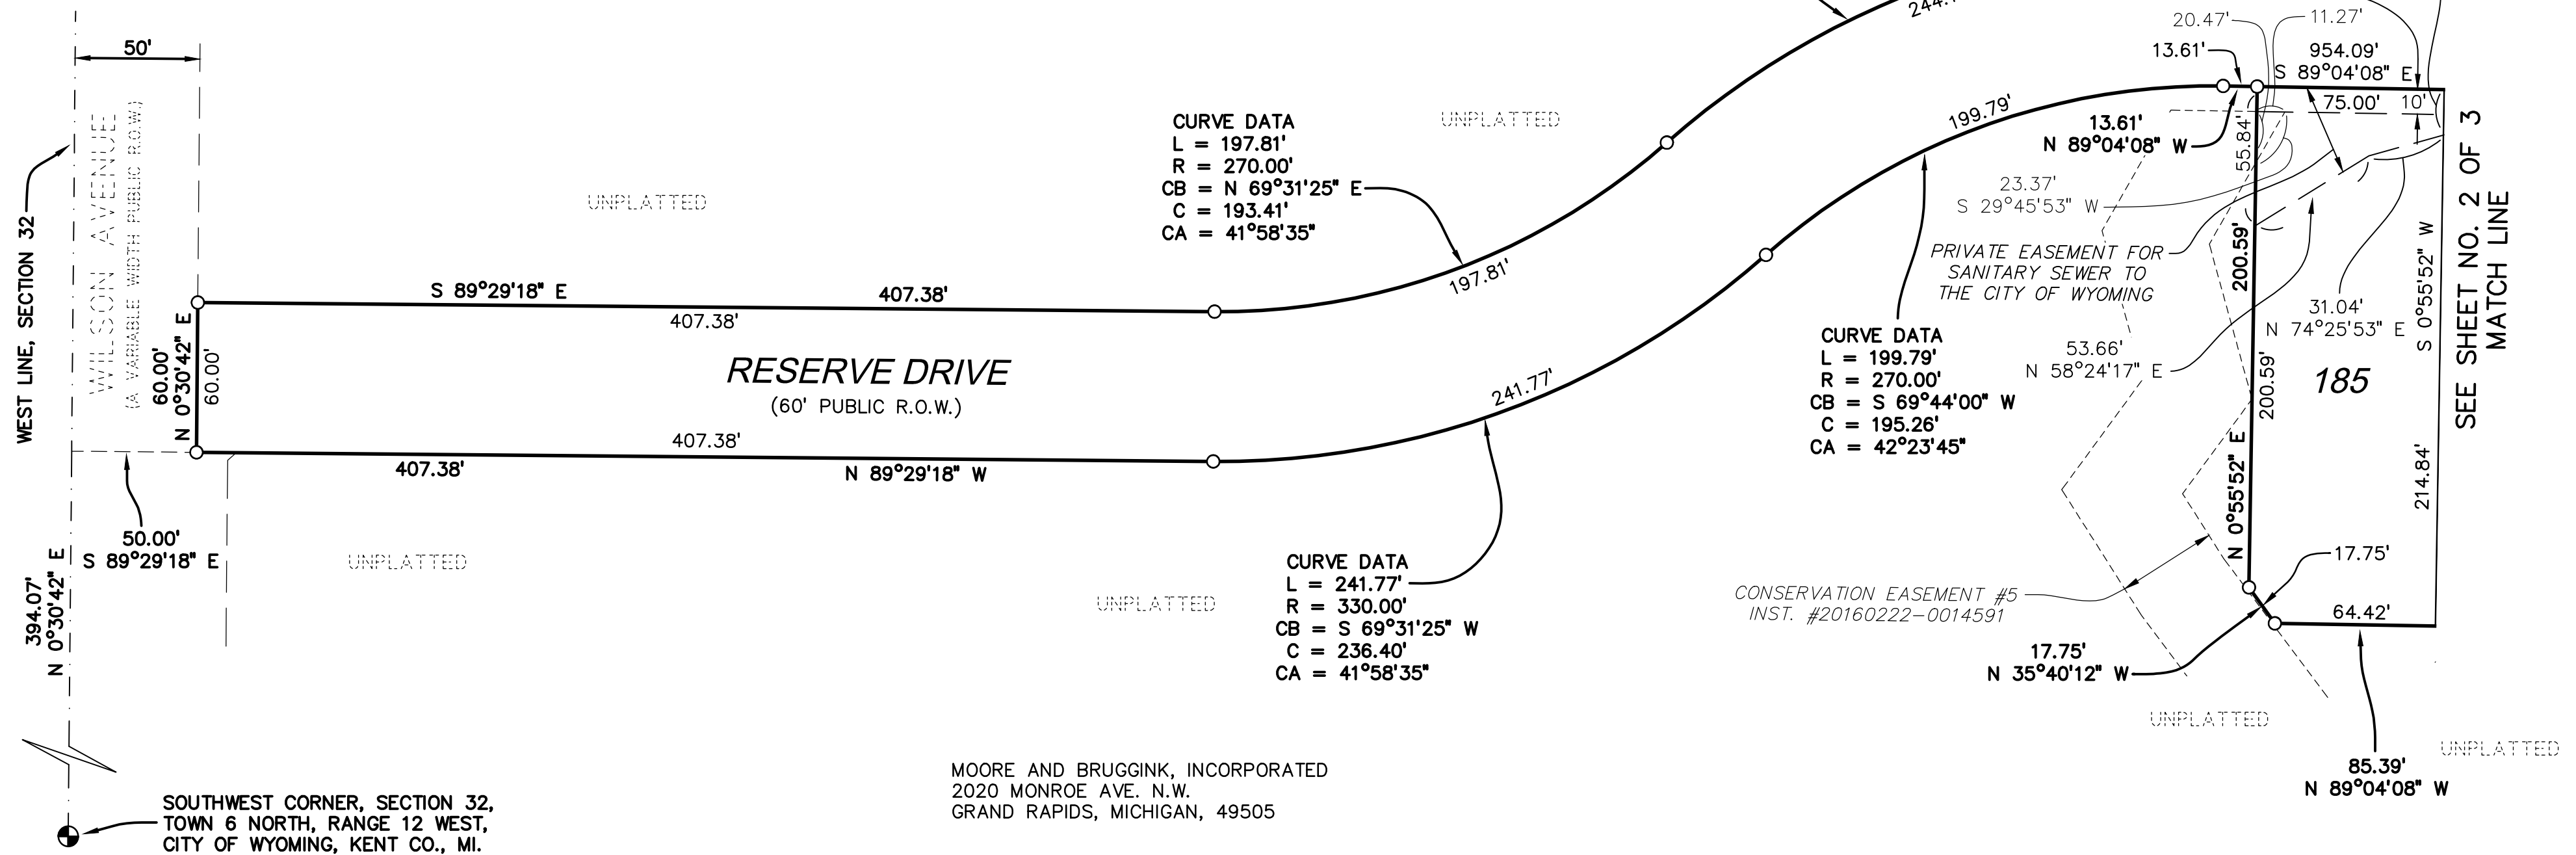 50'
WEST LINE, SECTION 32
WILSON AVENUE
(A VARIABLE WIDTH PUBLIC R.O.W.)
UNPLATTED
S 89°29'18" E
407.38'
407.38'
60.00'
N 0°30'42" E
60.00'
RESERVE DRIVE
(60' PUBLIC R.O.W.)
407.38'
407.38'
N 89°29'18" W
50.00'
S 89°29'18" E
394.07'
N 0°30'42" E
UNPLATTED
SOUTHWEST CORNER, SECTION 32,
TOWN 6 NORTH, RANGE 12 WEST,
CITY OF WYOMING, KENT CO., MI.
CURVE DATA
L = 197.81'
R = 270.00'
CB = N 69°31'25" E
C = 193.41'
CA = 41°58'35"
UNPLATTED
197.81'
241.77'
UNPLATTED
CURVE DATA
L = 241.77'
R = 330.00'
CB = S 69°31'25" W
C = 236.40'
CA = 41°58'35"
MOORE AND BRUGGINK, INCORPORATED
2020 MONROE AVE. N.W.
GRAND RAPIDS, MICHIGAN, 49505
199.79'
CURVE DATA
L = 199.79'
R = 270.00'
CB = S 69°44'00" W
C = 195.26'
CA = 42°23'45"
20.47'
11.27'
13.61'
954.09'
S 89°04'08" E
75.00'
10'
13.61'
N 89°04'08" W
55.84'
23.37'
S 29°45'53" W
PRIVATE EASEMENT FOR
SANITARY SEWER TO
THE CITY OF WYOMING
200.59'
N 0°55'52" E
200.59'
31.04'
N 74°25'53" E
53.66'
N 58°24'17" E
185
S 0°55'52" W
214.84'
SEE SHEET NO. 2 OF 3
MATCH LINE
CONSERVATION EASEMENT #5
INST. #20160222-0014591
17.75'
64.42'
17.75'
N 35°40'12" W
UNPLATTED
UNPLATTED
85.39'
N 89°04'08" W